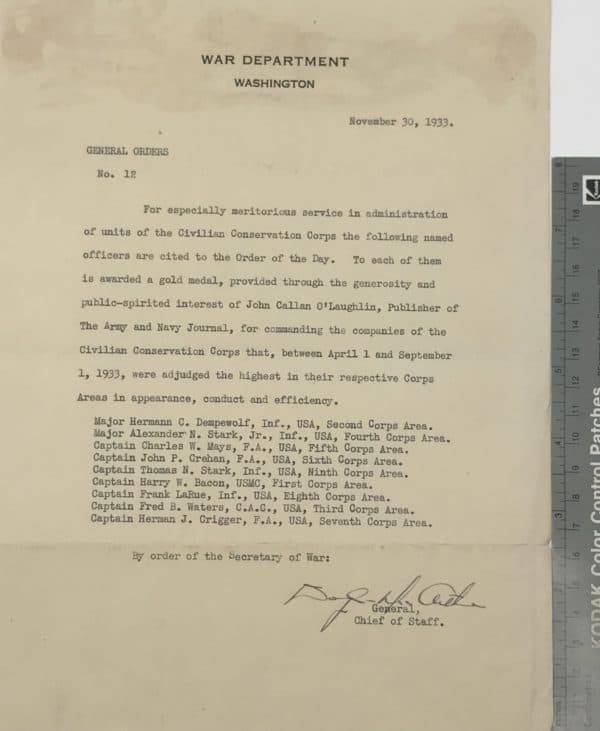 WAR DEPARTMENT
WASHINGTON
November 30, 1933.
GENERAL ORDERS
No. 12
For especially meritorious service in administration
of units of the Civilian Conservation Corps the following named
officers are cited to the Order of the Day. To each of them
is awarded a gold medal, provided through the generosity and
public-spirited interest of John Callan O'Laughlin, Publisher of
The Army and Navy Journal, for commanding the companies of the
Civilian Conservation Corps that, between April 1 and September
1, 1933, were adjudged the highest in their respective Corps
Areas in appearance, conduct and efficiency.
Major Hermann C. Dempewolf, Inf., USA, Second Corps Area.
Major Alexander N. Stark, Jr., Inf., USA, Fourth Corps Area.
Captain Charles W. Mays, F.A., USA, Fifth Corps Area.
Captain John P. Crehan, F.A., USA, Sixth Corps Area.
Captain Thomas N. Stark, Inf., USA, Ninth Corps Area.
Captain Harry W. Bacon, USMC, First Corps Area.
Captain Frank LaRue, Inf., USA, Eighth Corps Area.
Captain Fred B. Waters, C.A.C., USA, Third Corps Area.
Captain Herman J. Crigger, F.A., USA, Seventh Corps Area.
By order of the Secretary of War:
General,
Chief of Staff.
KODAK Color Control Patches